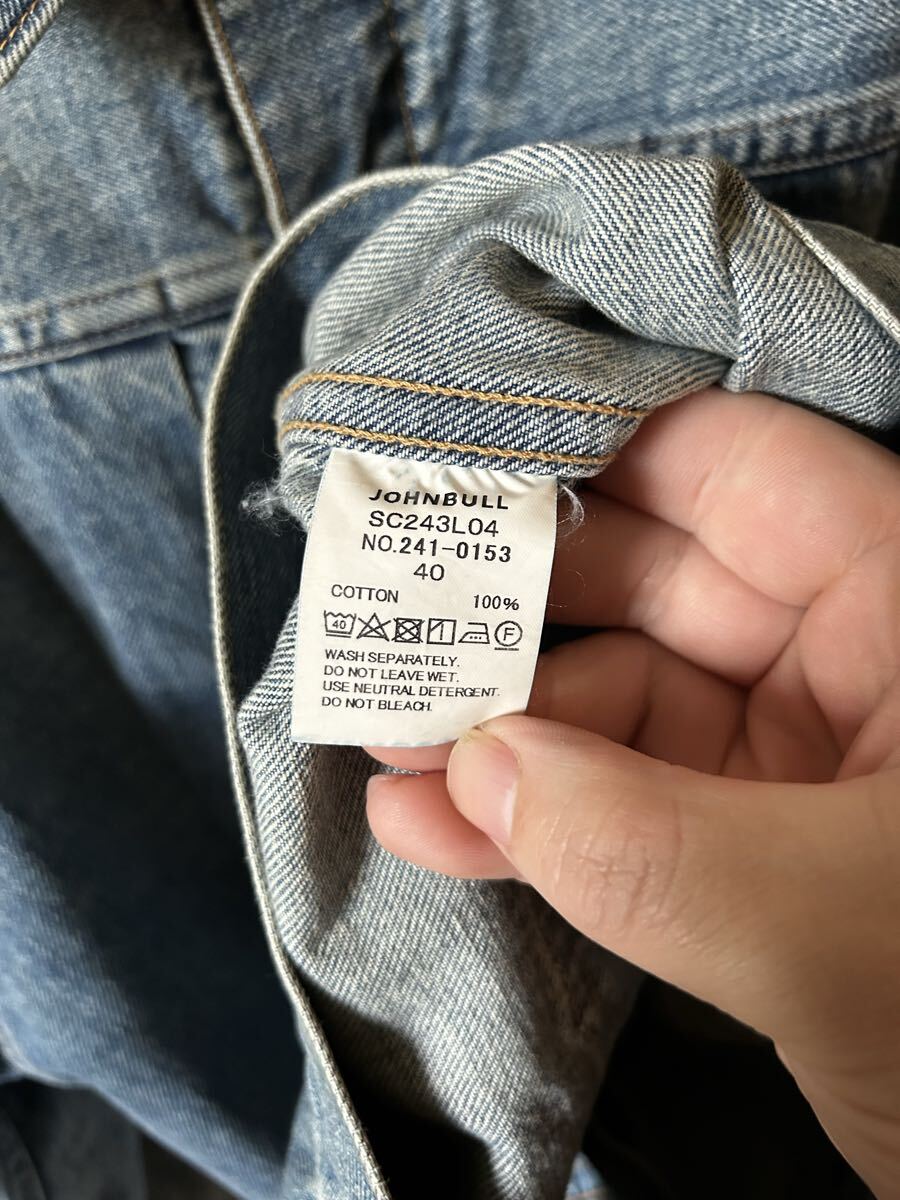 JOHNBULL
SC243L04
NO.241-0153
40
COTTON 100%
40 F
WASH SEPARATELY.
DO NOT LEAVE WET.
USE NEUTRAL DETERGENT.
DO NOT BLEACH.